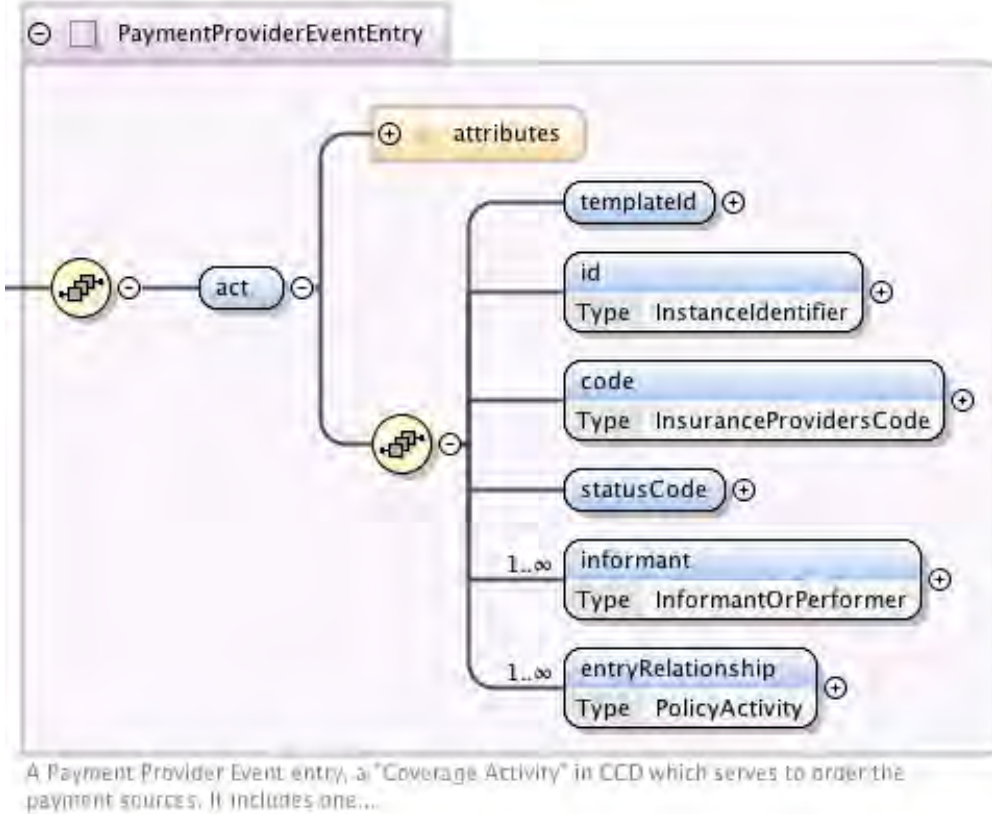 PaymentProviderEventEntry
attributes
templateId
id
Type InstanceIdentifier
code
Type InsuranceProvidersCode
act
statusCode
1..∞ informant
Type InformantOrPerformer
1..∞ entryRelationship
Type PolicyActivity
A Payment Provider Event entry, a "Coverage Activity" in CCD which serves to order the
payment sources. It includes one...